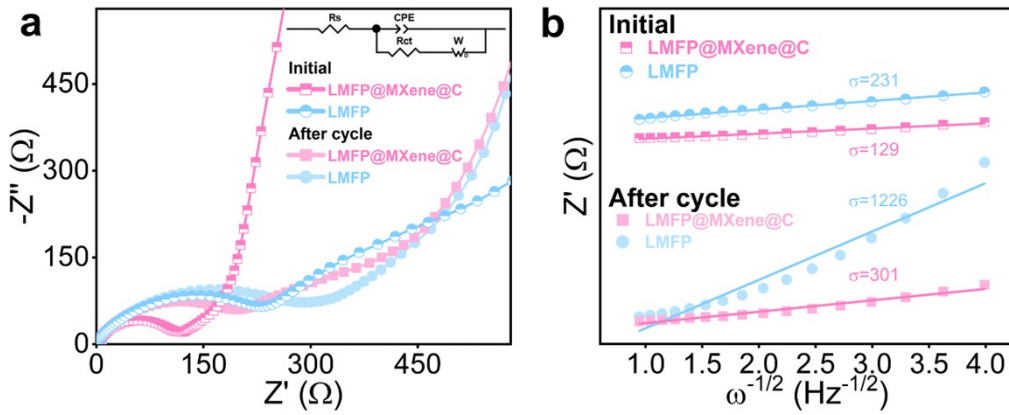 a
-Z'' (Ω)
450
300
150
0
0
150
300
450
Z' (Ω)
Rs
CPE
Rct
W
Initial
LMFP@MXene@C
LMFP
After cycle
LMFP@MXene@C
LMFP
b
Z' (Ω)
Initial
LMFP@MXene@C
LMFP
σ=231
σ=129
After cycle
LMFP@MXene@C
LMFP
σ=1226
σ=301
1.0 1.5 2.0 2.5 3.0 3.5 4.0
ω-1/2 (Hz-1/2)